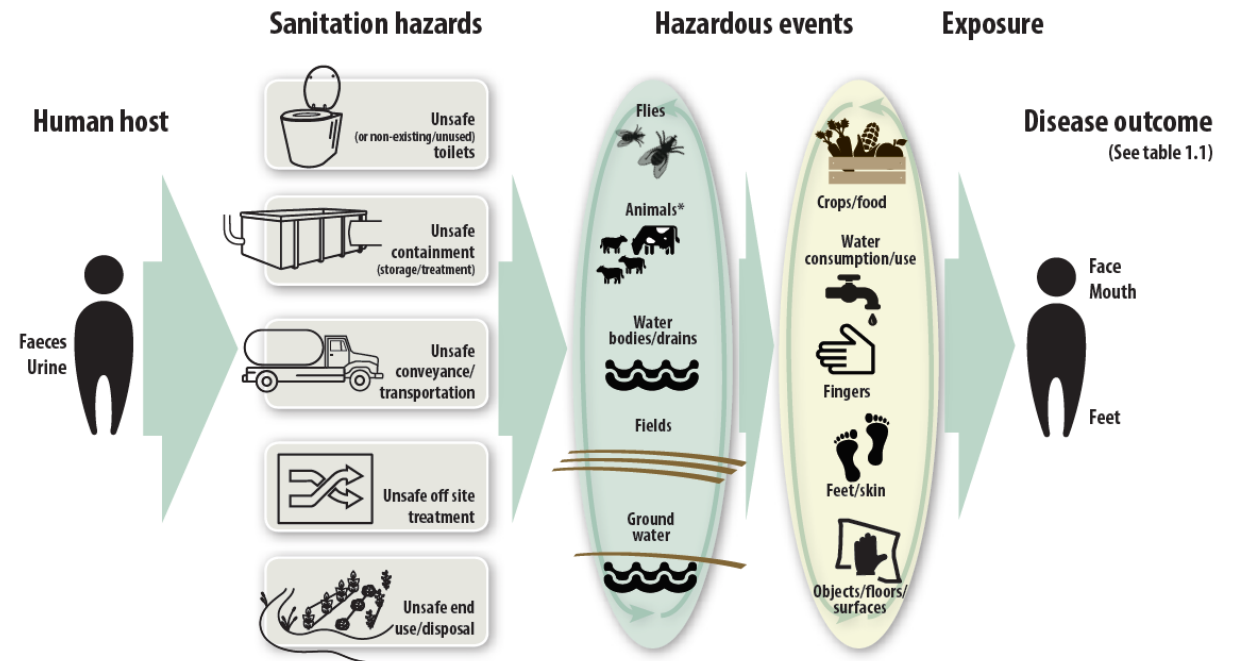 Sanitation hazards
Hazardous events
Exposure
Human host
Faeces
Urine
Unsafe
(or non-existing/unused)
toilets
Unsafe
containment
(storage/treatment)
Unsafe
conveyance/
transportation
Unsafe off site
treatment
Unsafe end
use/disposal
Flies
Animals*
Water
bodies/drains
Fields
Ground
water
Crops/food
Water
consumption/use
Fingers
Feet/skin
Objects/floors/
surfaces
Disease outcome
(See table 1.1)
Face
Mouth
Feet